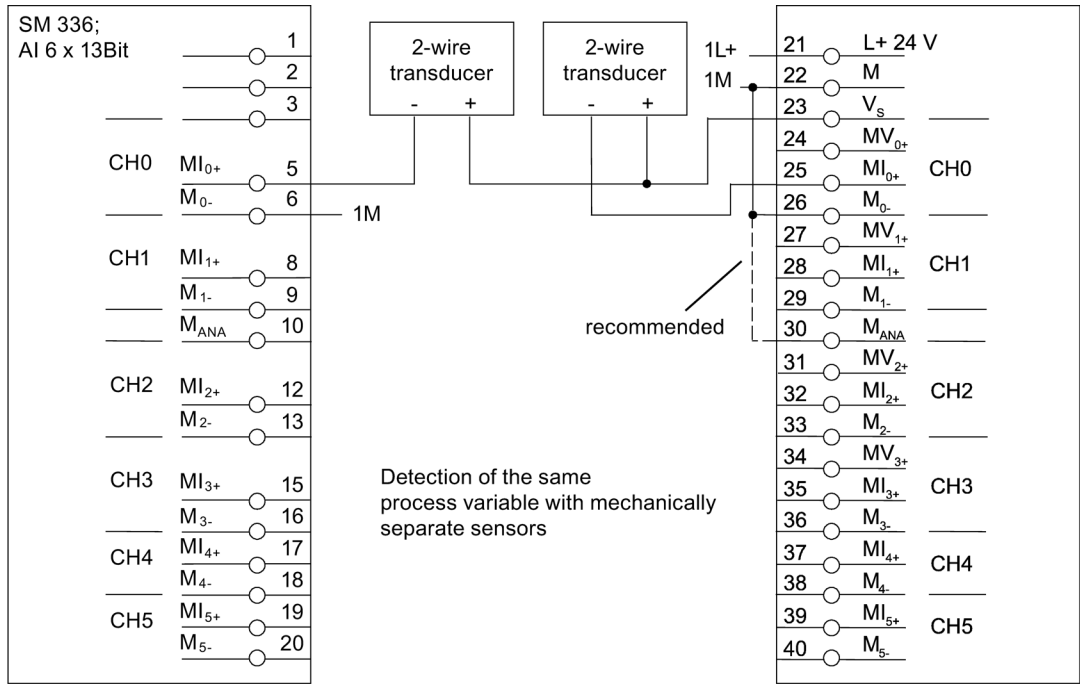 SM 336;
AI 6 x 13Bit
1
2
3
CH0 MI0+ 5
M0- 6
1M
CH1 MI1+ 8
M1- 9
MANA 10
CH2 MI2+ 12
M2- 13
CH3 MI3+ 15
M3- 16
CH4 MI4+ 17
M4- 18
CH5 MI5+ 19
M5- 20
2-wire
transducer
- +
2-wire
transducer
- +
1L+
1M
recommended
Detection of the same
process variable with mechanically
separate sensors
21 L+ 24 V
22 M
23 VS
24 MV0+
25 MI0+ CH0
26 M0-
27 MV1+
28 MI1+ CH1
29 M1-
30 MANA
31 MV2+
32 MI2+ CH2
33 M2-
34 MV3+
35 MI3+ CH3
36 M3-
37 MI4+ CH4
38 M4-
39 MI5+ CH5
40 M5-